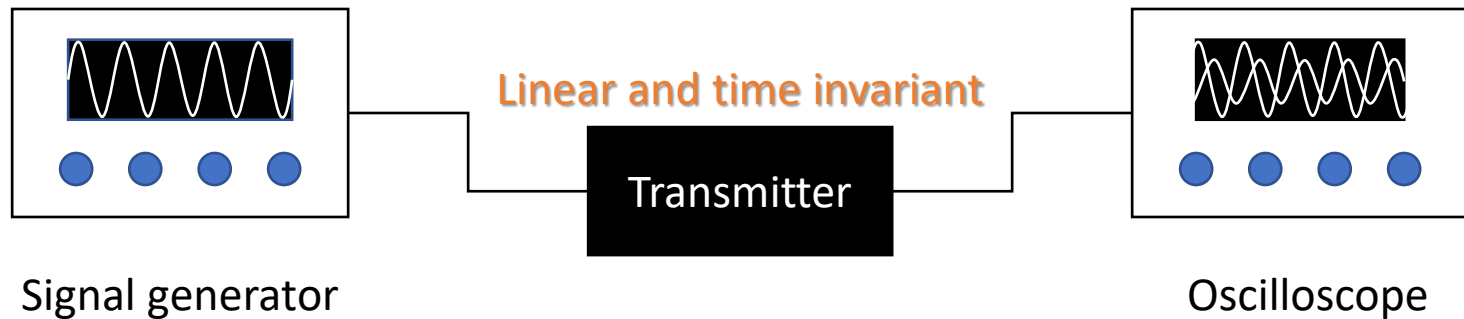 Linear and time invariant
Transmitter
Signal generator
Oscilloscope